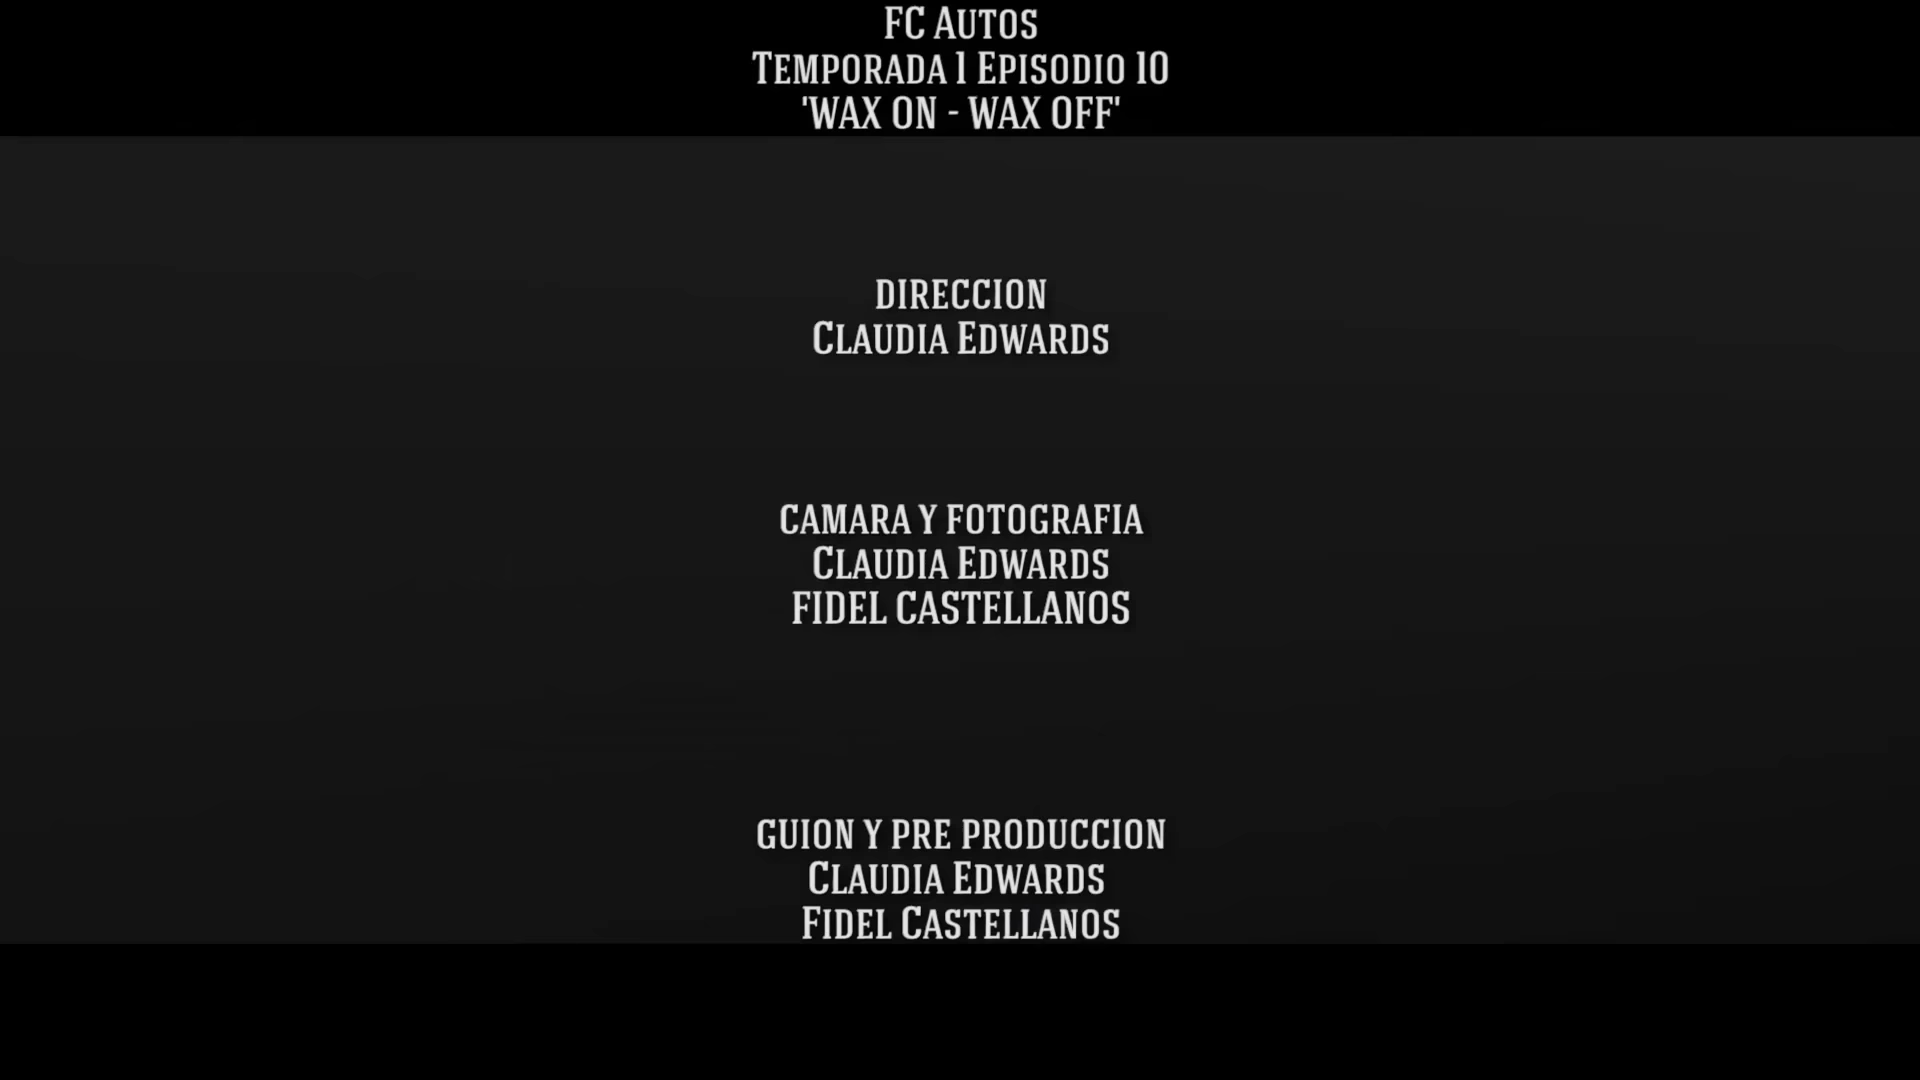 FC Autos
Temporada 1 Episodio 10
'WAX ON - WAX OFF'
DIRECCION
Claudia Edwards
CAMARA Y FOTOGRAFIA
Claudia Edwards
FIDEL CASTELLANOS
GUION Y PRE PRODUCCION
Claudia Edwards
Fidel Castellanos